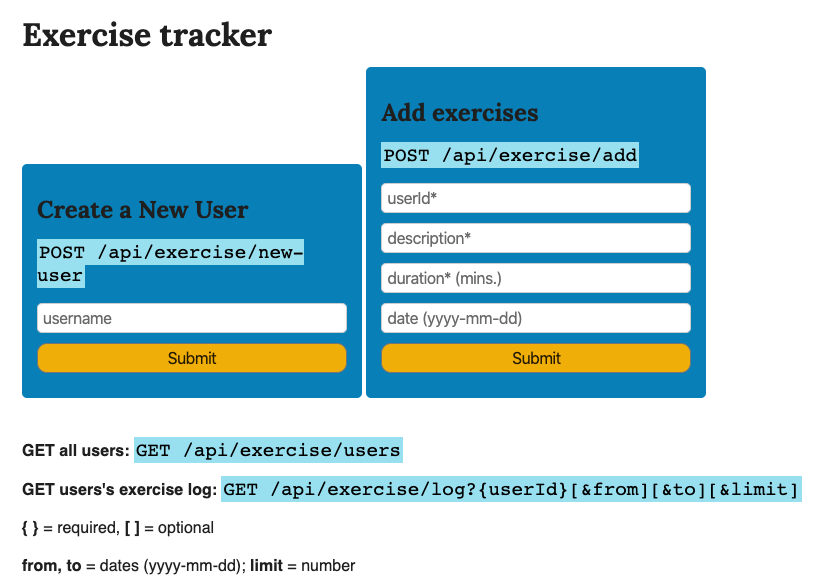 Exercise tracker
Create a New User
POST /api/exercise/new-
user
username
Submit
Add exercises
POST /api/exercise/add
userId*
description*
duration* (mins.)
date (yyyy-mm-dd)
Submit
GET all users: GET /api/exercise/users
GET users's exercise log: GET /api/exercise/log?{userId}[&from][&to][&limit]
{ } = required, [ ] = optional
from, to = dates (yyyy-mm-dd); limit = number